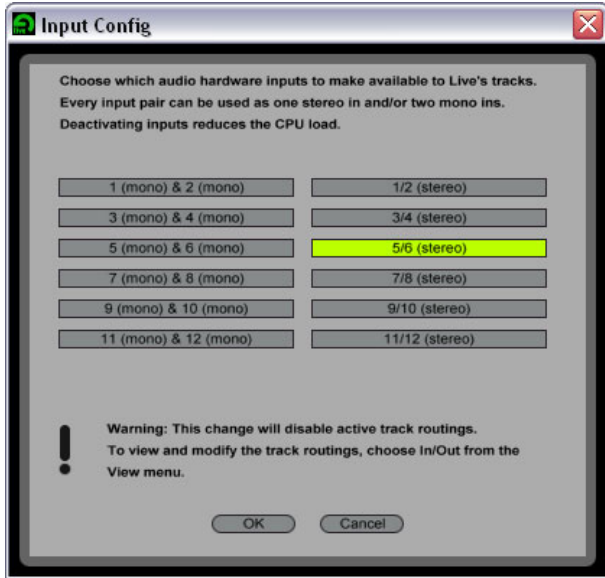 Input Config
Choose which audio hardware inputs to make available to Live's tracks.
Every input pair can be used as one stereo in and/or two mono ins.
Deactivating inputs reduces the CPU load.
1 (mono) & 2 (mono)
1/2 (stereo)
3 (mono) & 4 (mono)
3/4 (stereo)
5 (mono) & 6 (mono)
5/6 (stereo)
7 (mono) & 8 (mono)
7/8 (stereo)
9 (mono) & 10 (mono)
9/10 (stereo)
11 (mono) & 12 (mono)
11/12 (stereo)
! Warning: This change will disable active track routings.
To view and modify the track routings, choose In/Out from the
View menu.
OK
Cancel